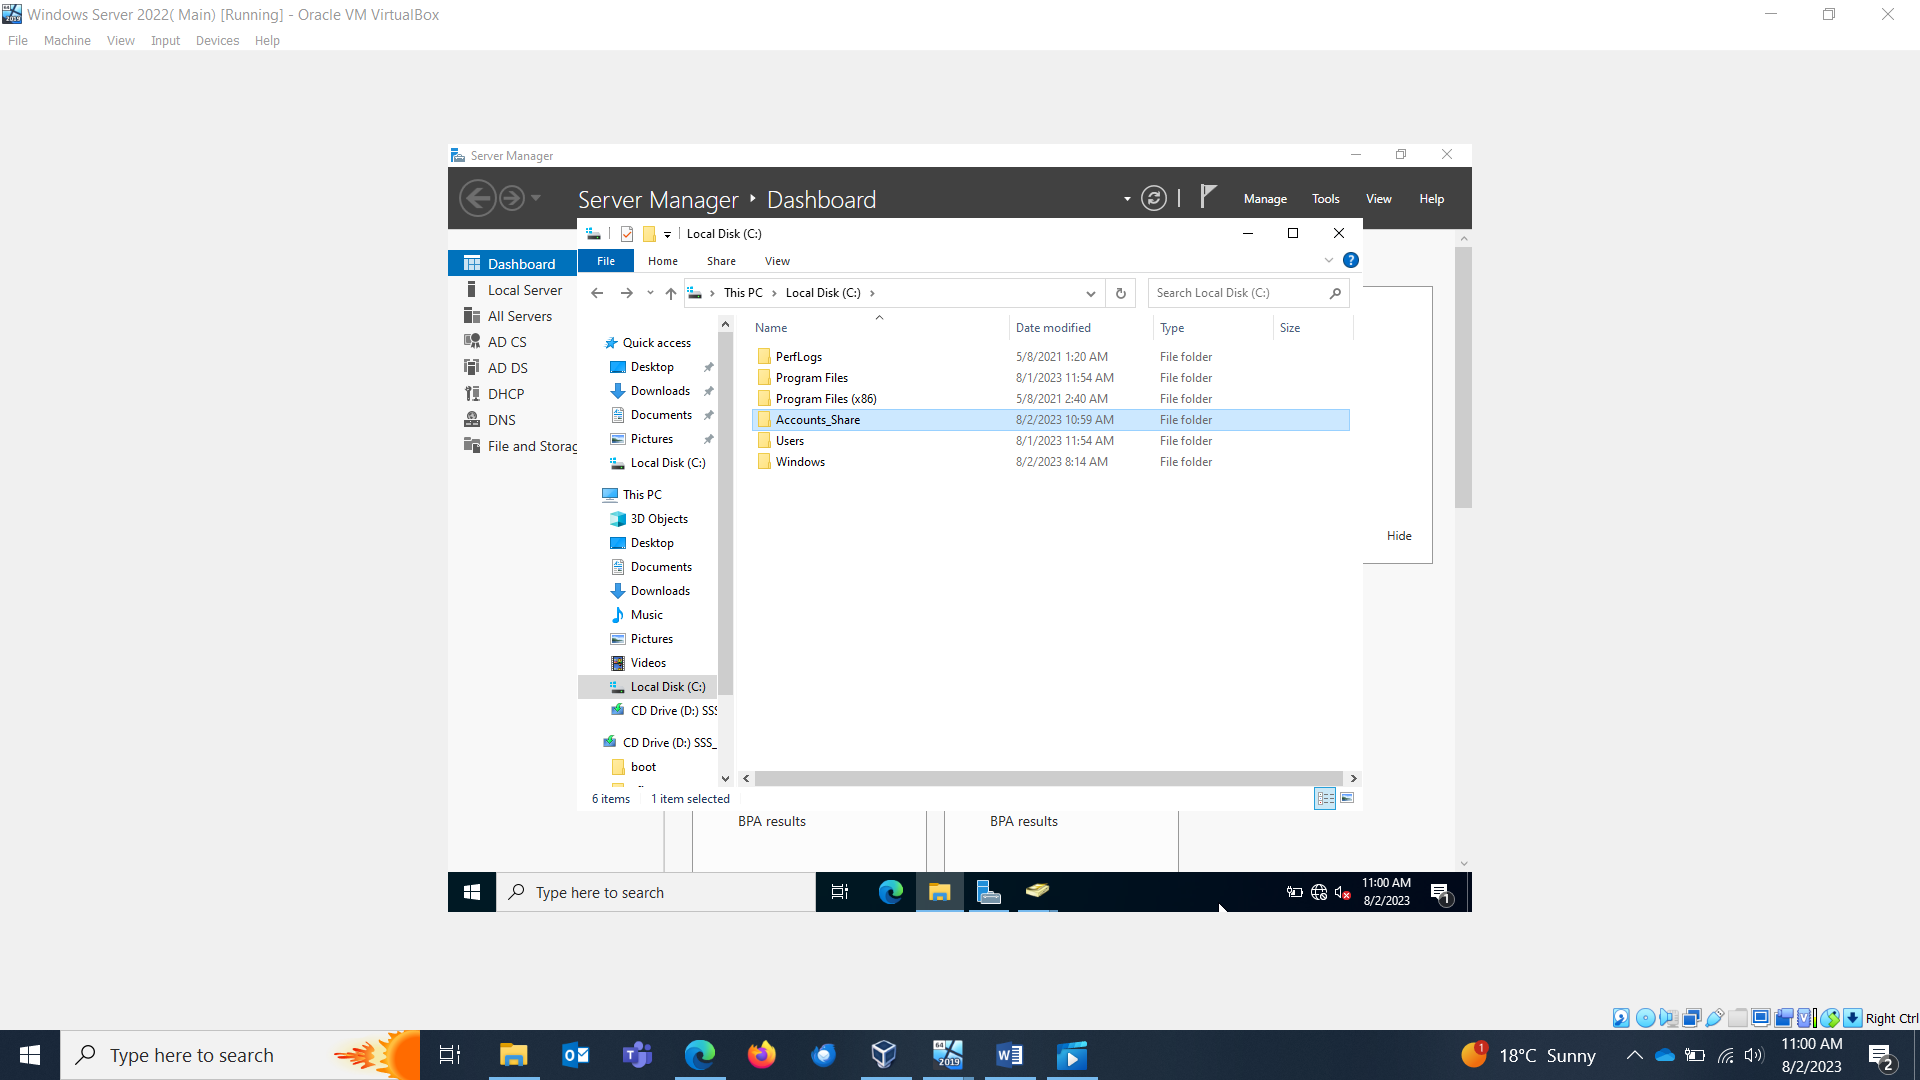 Windows Server 2022( Main) [Running] - Oracle VM VirtualBox
File Machine View Input Devices Help
Server Manager
Server Manager Dashboard
Manage Tools View Help
Local Disk (C:)
File Home Share View
This PC Local Disk (C:)
Search Local Disk (C:)
Dashboard
Local Server
All Servers
AD CS
AD DS
DHCP
DNS
File and Storag
Quick access
Desktop
Downloads
Documents
Pictures
Local Disk (C:)
This PC
3D Objects
Desktop
Documents
Downloads
Music
Pictures
Videos
Local Disk (C:)
CD Drive (D:) SSS
CD Drive (D:) SSS_
boot
Name Date modified Type Size
PerfLogs 5/8/2021 1:20 AM File folder
Program Files 8/1/2023 11:54 AM File folder
Program Files (x86) 5/8/2021 2:40 AM File folder
Accounts_Share 8/2/2023 10:59 AM File folder
Users 8/1/2023 11:54 AM File folder
Windows 8/2/2023 8:14 AM File folder
Hide
6 items 1 item selected
BPA results BPA results
Type here to search
11:00 AM
8/2/2023
1
Right Ctrl
Type here to search
64
2019
1
18°C Sunny
11:00 AM
8/2/2023
2